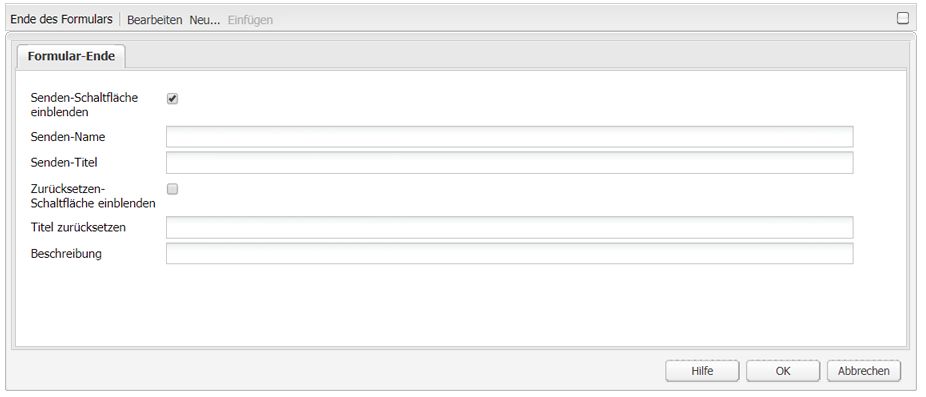 Ende des Formulars Bearbeiten Neu... Einfügen
Formular-Ende
Senden-Schaltfläche
einblenden
Senden-Name
Senden-Titel
Zurücksetzen-
Schaltfläche einblenden
Titel zurücksetzen
Beschreibung
Hilfe OK Abbrechen